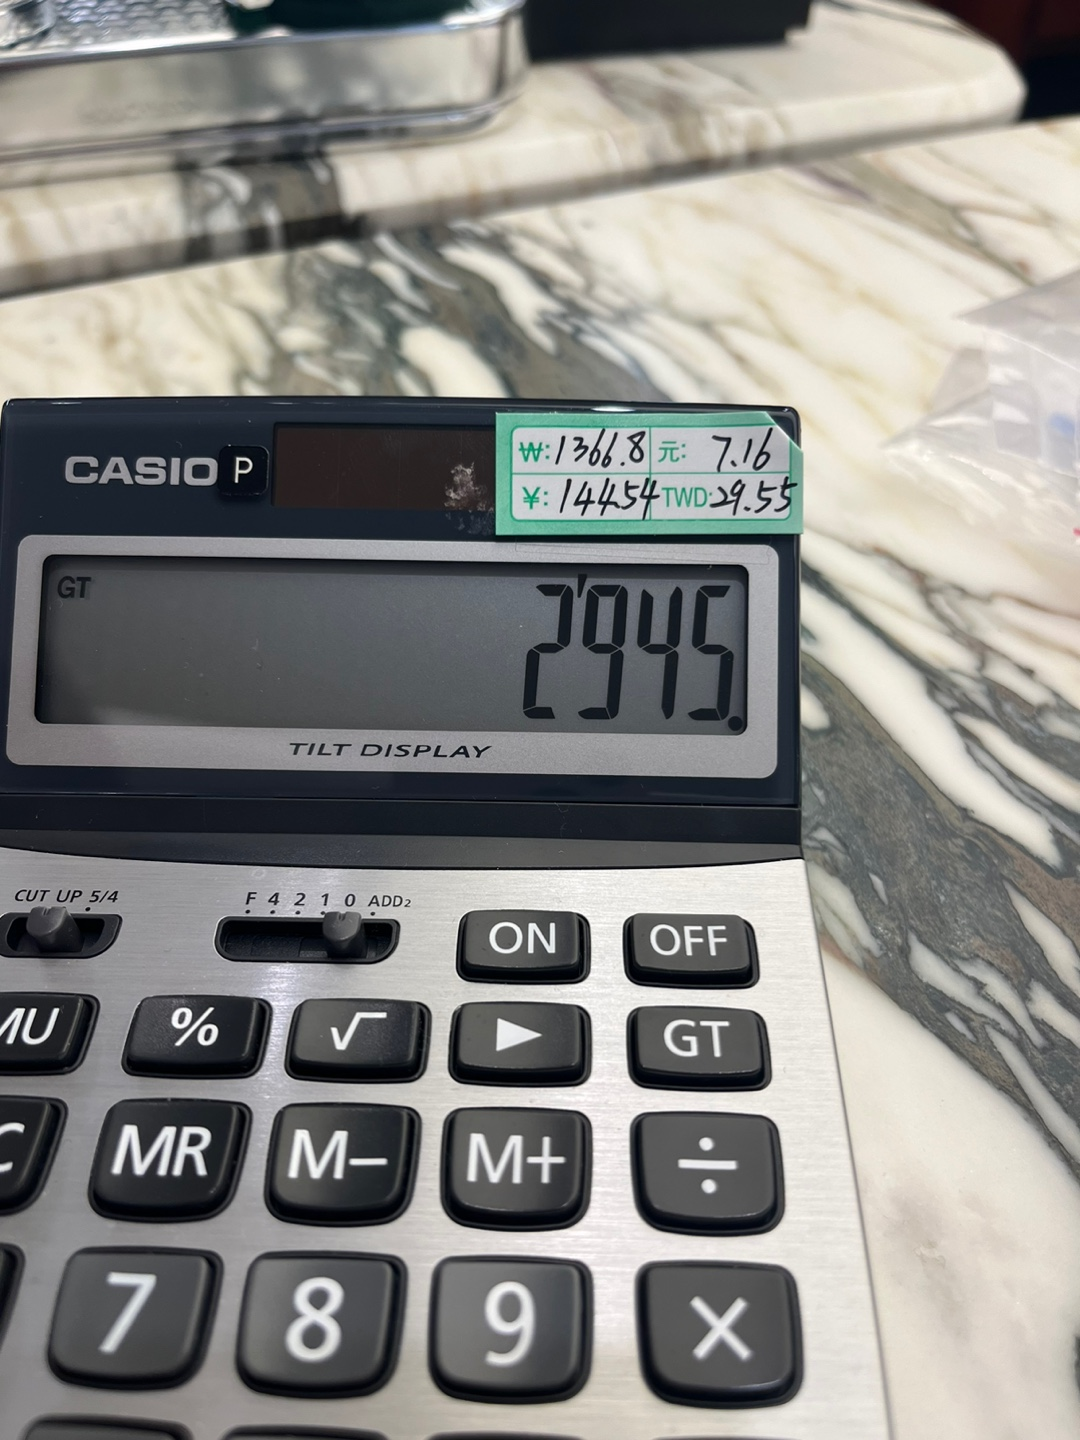 CASIO P
₩: 1366.8 元: 7.16
¥: 144.54 TWD: 29.55
GT 2'945.
TILT DISPLAY
CUT UP 5/4 F 4 2 1 0 ADD₂
ON OFF
MU % √ ▶ GT
C MR M− M+ ÷
7 8 9 ×